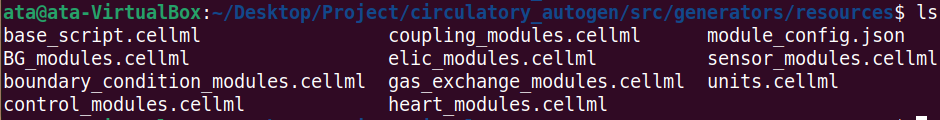 ata@ata-VirtualBox:~/Desktop/Project/circulatory_autogen/src/generators/resources$ ls
base_script.cellml coupling_modules.cellml module_config.json
BG_modules.cellml elic_modules.cellml sensor_modules.cellml
boundary_condition_modules.cellml gas_exchange_modules.cellml units.cellml
control_modules.cellml heart_modules.cellml